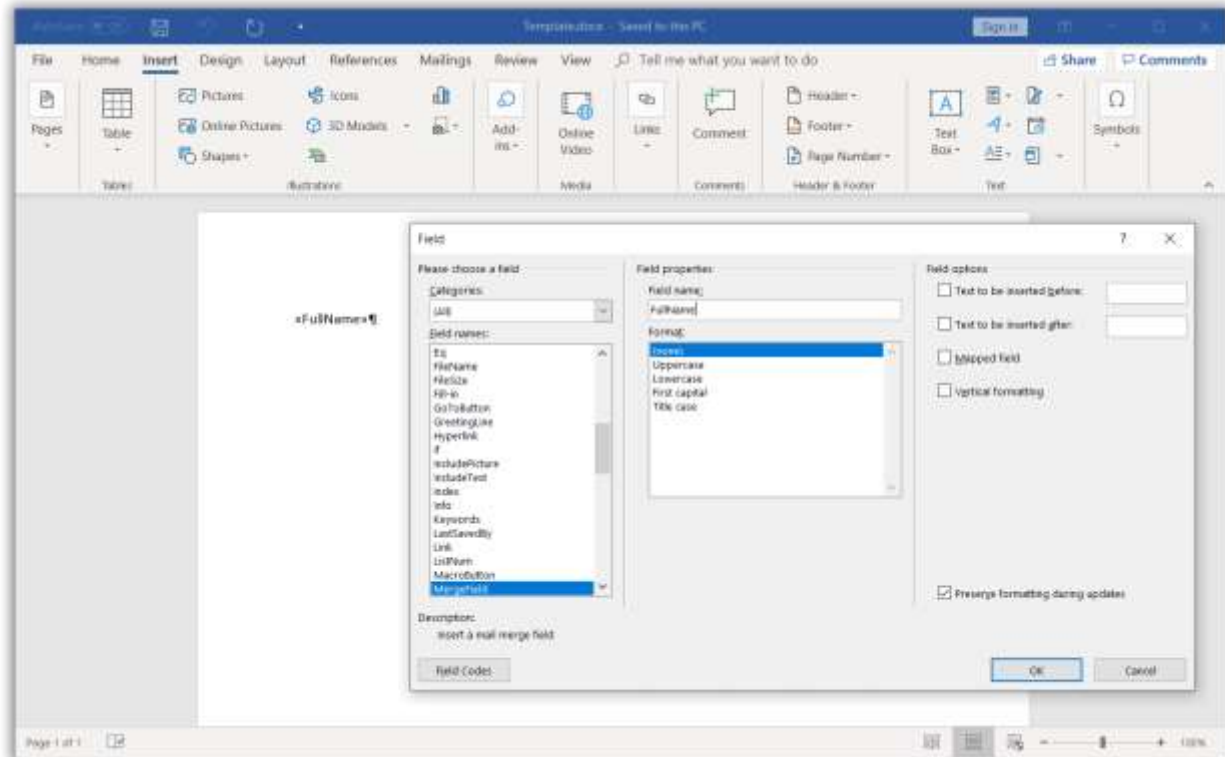 Template.docx - Saved to this PC
Sign in
File Home Insert Design Layout References Mailings Review View Tell me what you want to do Share Comments
Pages
Table
Tables
Pictures
Online Pictures
Shapes
Icons
3D Models
Illustrations
Add-ins
Online Video
Media
Links
Comment
Comments
Header
Footer
Page Number
Header & Footer
Text Box
Text
Symbols
«FullName»¶
Field
? ×
Please choose a field
Categories:
(All)
Field names:
Eq
FileName
FileSize
Fill-in
GoToButton
GreetingLine
Hyperlink
If
IncludePicture
IncludeText
Index
Info
Keywords
LastSavedBy
Link
ListNum
MacroButton
MergeField
Description:
Insert a mail merge field
Field Codes
Field properties
Field name:
FullName
Format:
(none)
Uppercase
Lowercase
First capital
Title case
Field options
Text to be inserted before:
Text to be inserted after:
Mapped field
Vertical formatting
Preserve formatting during updates
OK
Cancel
Page 1 of 1
100%